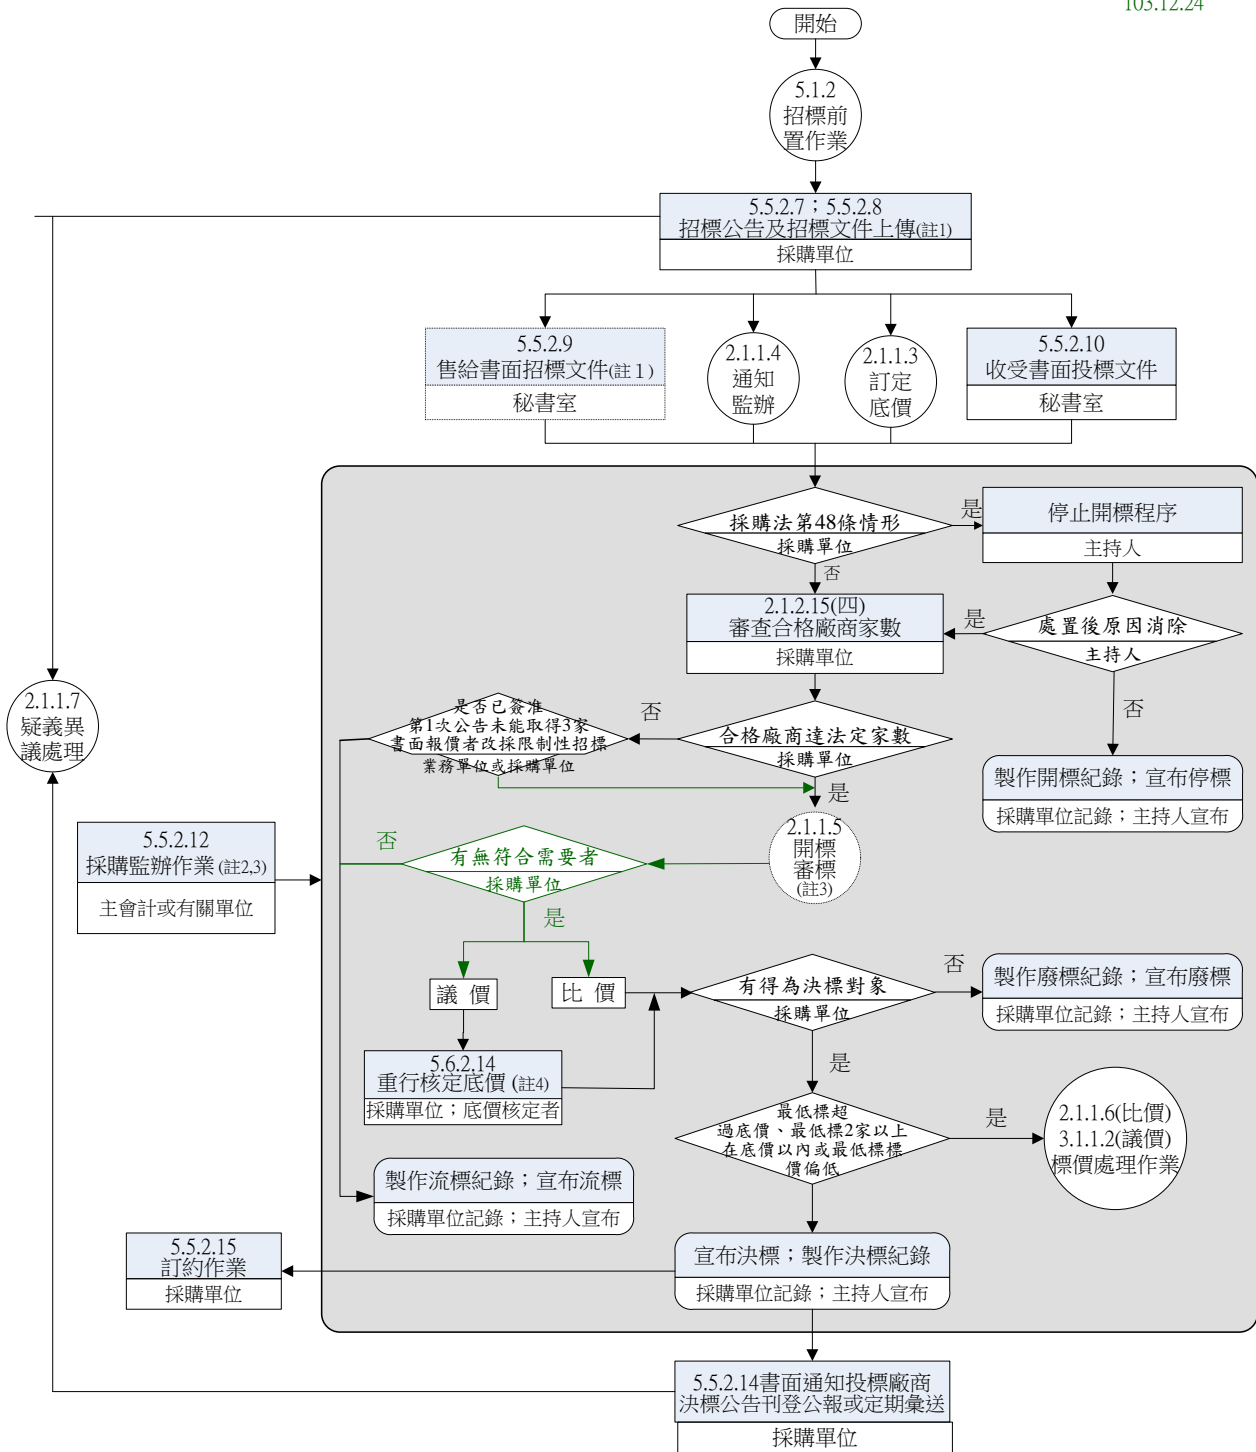 103.12.24
開始
5.1.2
招標前
置作業
5.5.2.7；5.5.2.8
招標公告及招標文件上傳(註1)
採購單位
5.5.2.9
售給書面招標文件(註１)
秘書室
2.1.1.4
通知
監辦
2.1.1.3
訂定
底價
5.5.2.10
收受書面投標文件
秘書室
採購法第48條情形
採購單位
是
否
停止開標程序
主持人
2.1.2.15(四)
審查合格廠商家數
採購單位
是
處置後原因消除
主持人
否
2.1.1.7
疑義異
議處理
是否已簽准
第1次公告未能取得3家
書面報價者改採限制性招標
業務單位或採購單位
否
合格廠商達法定家數
採購單位
是
製作開標紀錄；宣布停標
採購單位記錄；主持人宣布
5.5.2.12
採購監辦作業(註2,3)
主會計或有關單位
否
有無符合需要者
採購單位
是
2.1.1.5
開標
審標
(註3)
議價
比價
有得為決標對象
採購單位
否
是
製作廢標紀錄；宣布廢標
採購單位記錄；主持人宣布
5.6.2.14
重行核定底價(註4)
採購單位；底價核定者
最低標超
過底價、最低標2家以上
在底價以內或最低標標
價偏低
是
2.1.1.6(比價)
3.1.1.2(議價)
標價處理作業
製作流標紀錄；宣布流標
採購單位記錄；主持人宣布
5.5.2.15
訂約作業
採購單位
宣布決標；製作決標紀錄
採購單位記錄；主持人宣布
5.5.2.14書面通知投標廠商
決標公告刊登公報或定期彙送
採購單位